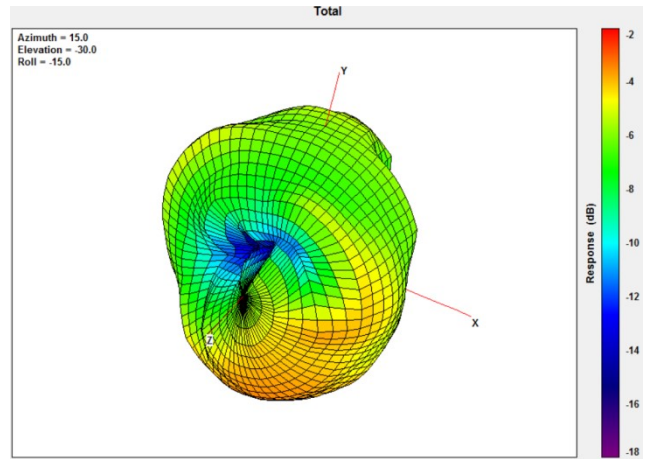 Total
Azimuth = 15.0
Elevation = -30.0
Roll = -15.0
Y
X
Z
-2
-4
-6
-8
-10
-12
-14
-16
-18
Response (dB)